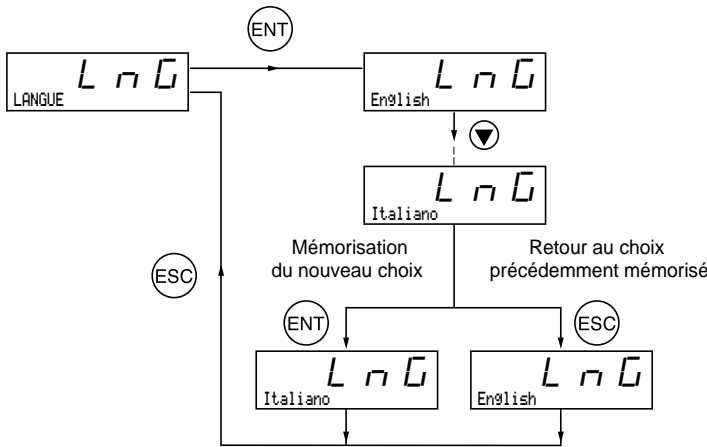 ENT
LnG
LANGUE
LnG
English
LnG
Italiano
Mémorisation
du nouveau choix
Retour au choix
précédemment mémorisé
ESC
ENT
ESC
LnG
Italiano
LnG
English